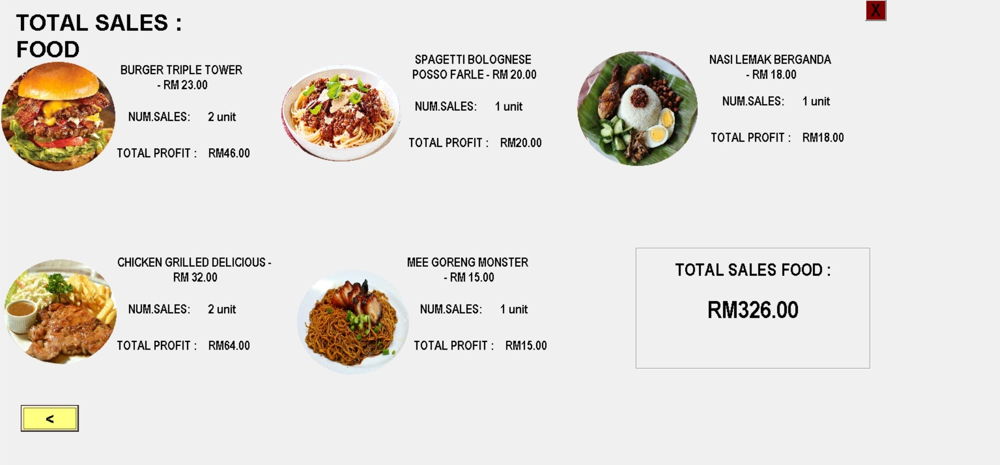 TOTAL SALES :
FOOD
X
BURGER TRIPLE TOWER
- RM 23.00
NUM.SALES: 2 unit
TOTAL PROFIT : RM46.00
SPAGETTI BOLOGNESE
POSSO FARLE - RM 20.00
NUM.SALES: 1 unit
TOTAL PROFIT : RM20.00
NASI LEMAK BERGANDA
- RM 18.00
NUM.SALES: 1 unit
TOTAL PROFIT : RM18.00
CHICKEN GRILLED DELICIOUS -
RM 32.00
NUM.SALES: 2 unit
TOTAL PROFIT : RM64.00
MEE GORENG MONSTER
- RM 15.00
NUM.SALES: 1 unit
TOTAL PROFIT : RM15.00
TOTAL SALES FOOD :
RM326.00
<